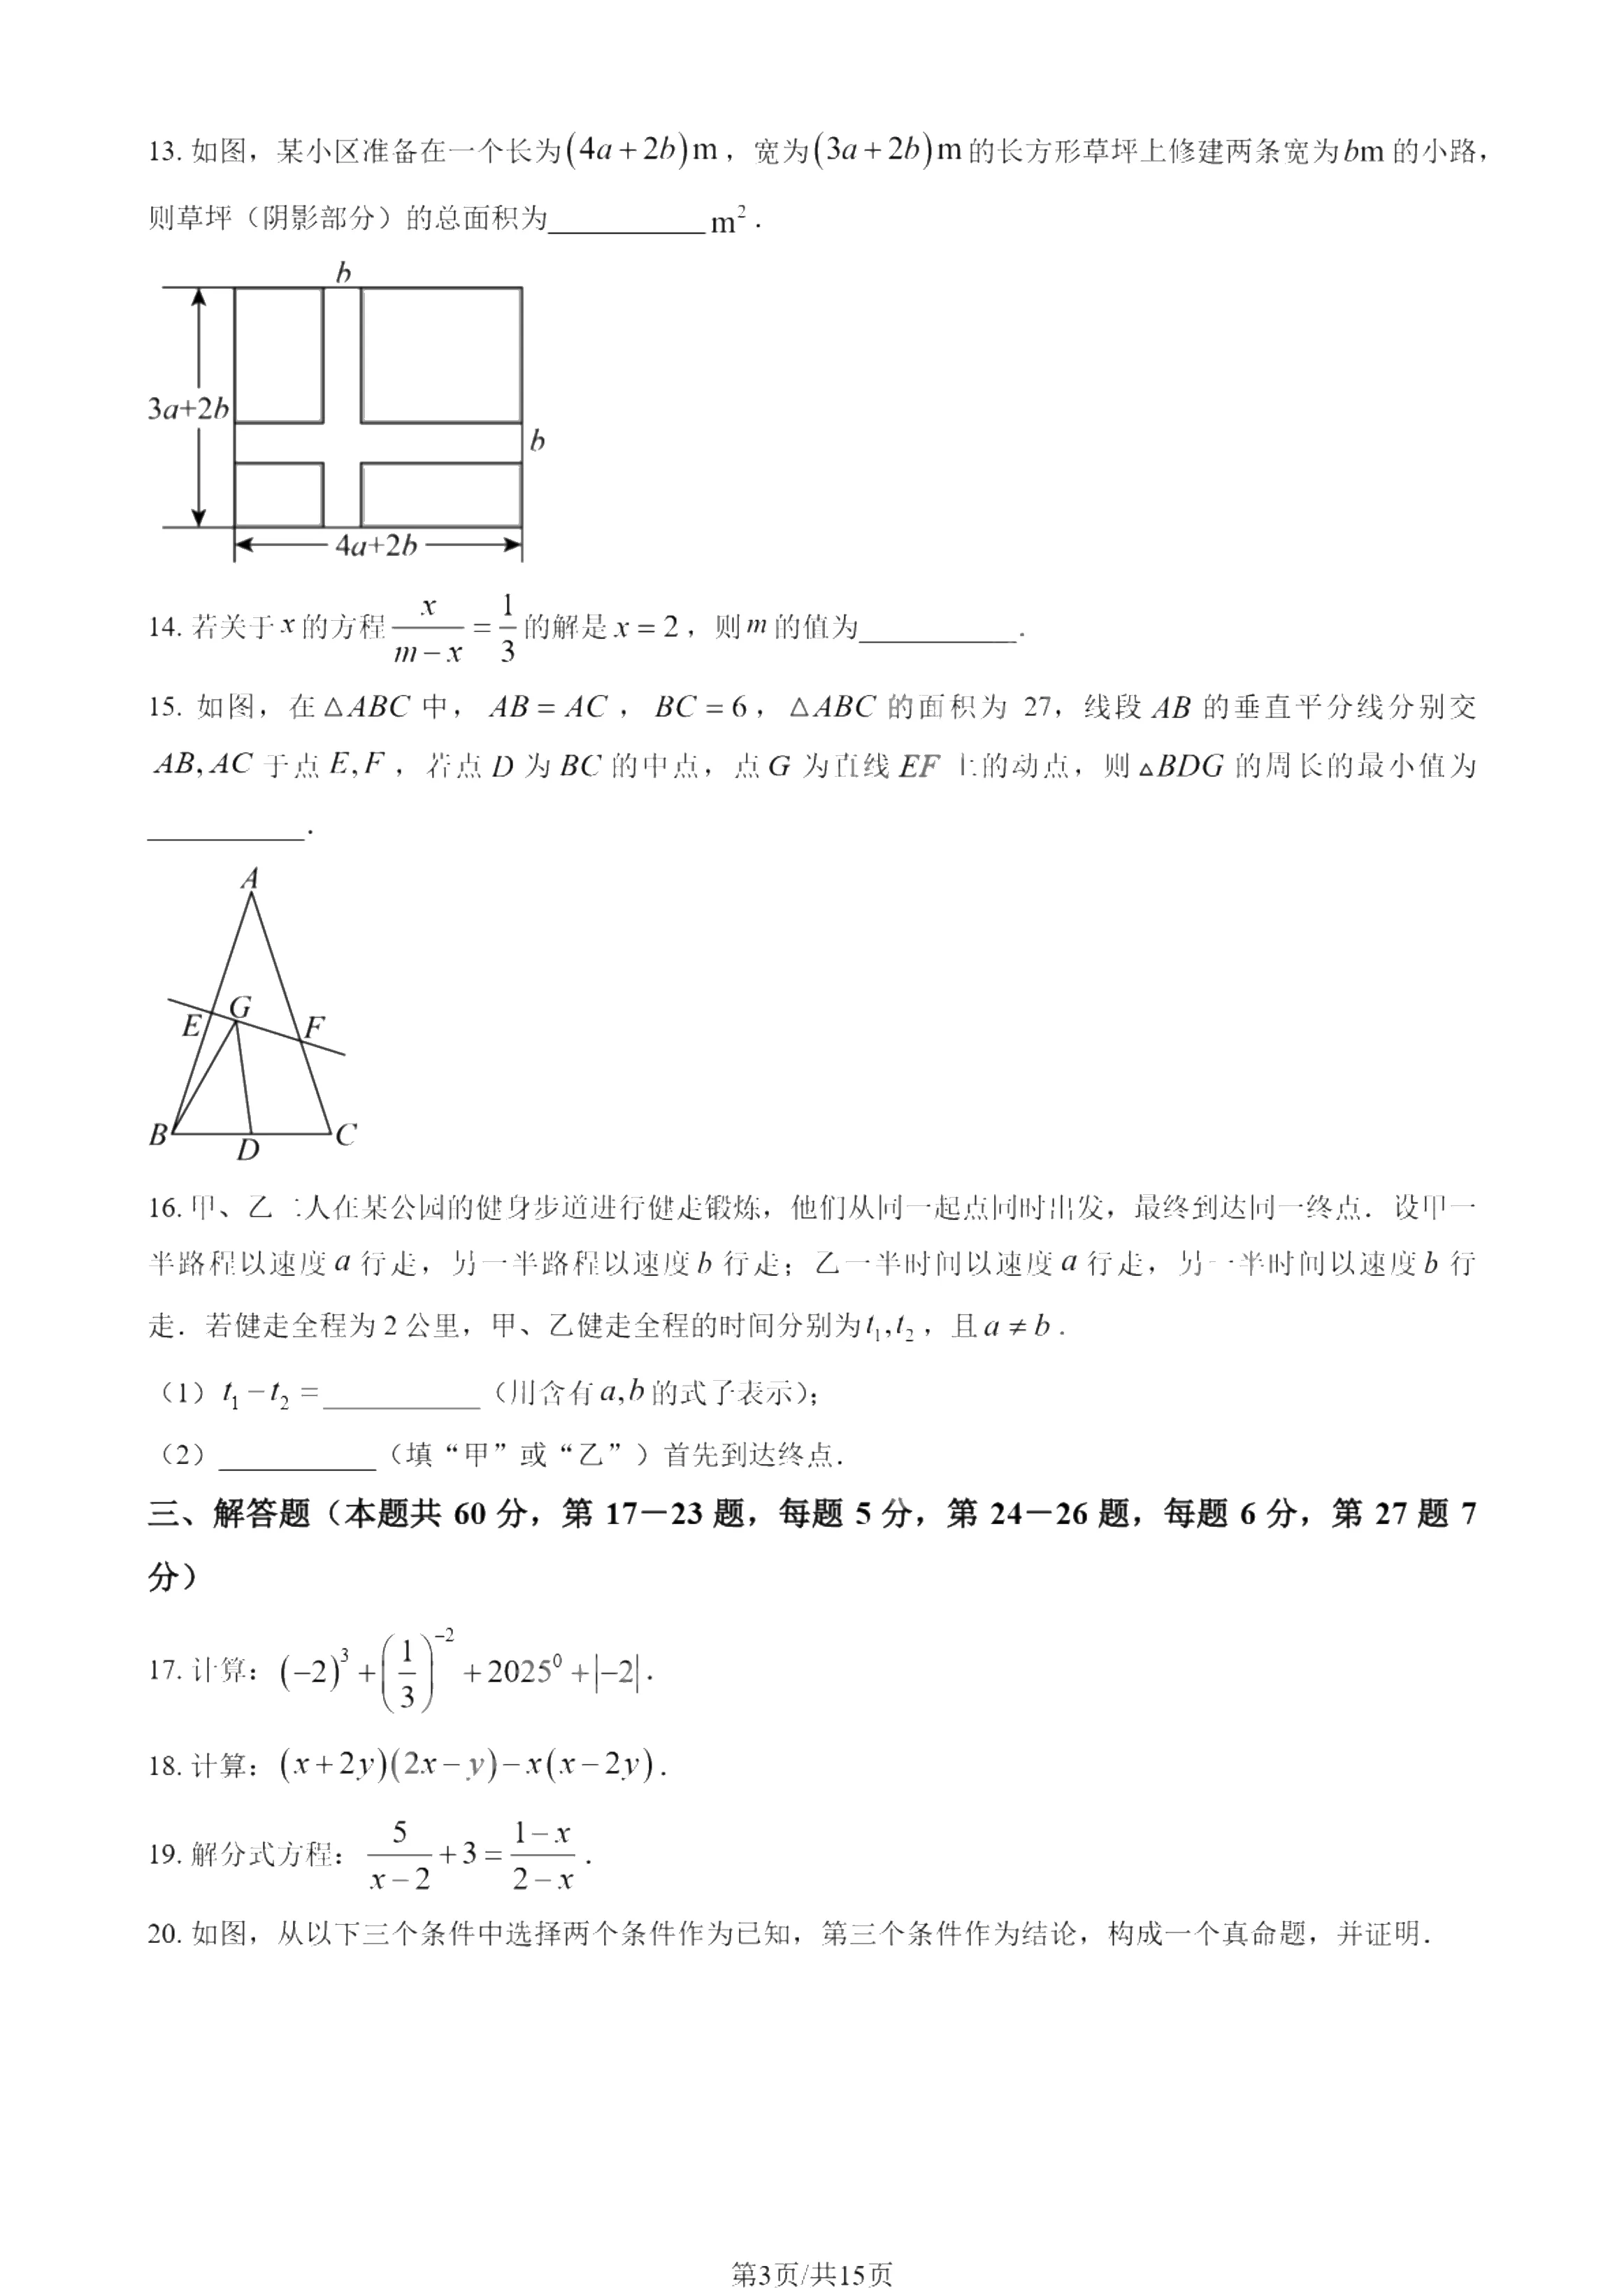 13. 如图，某小区准备在一个长为(4a+2b)m，宽为(3a+2b)m的长方形草坪上修建两条宽为bm的小路，
则草坪（阴影部分）的总面积为__________m².
b
3a+2b
b
4a+2b
14. 若关于x的方程x/(m−x)=1/3的解是x=2，则m的值为__________.
15. 如图，在△ABC中，AB=AC，BC=6，△ABC的面积为 27，线段AB的垂直平分线分别交
AB,AC于点E,F，若点D为BC的中点，点G为直线EF上的动点，则△BDG的周长的最小值为
__________.
A
G
E
F
B
D
C
16. 甲、乙二人在某公园的健身步道进行健走锻炼，他们从同一起点同时出发，最终到达同一终点．设甲一
半路程以速度a行走，另一半路程以速度b行走；乙一半时间以速度a行走，另一半时间以速度b行
走．若健走全程为 2 公里，甲、乙健走全程的时间分别为t₁,t₂，且a≠b.
（1）t₁−t₂=__________（用含有a,b的式子表示）；
（2）__________（填“甲”或“乙”）首先到达终点．
三、解答题（本题共 60 分，第 17－23 题，每题 5 分，第 24－26 题，每题 6 分，第 27 题 7
分）
17. 计算：(−2)³+(1/3)⁻²+2025⁰+|−2|.
18. 计算：(x+2y)(2x−y)−x(x−2y).
19. 解分式方程：5/(x−2)+3=(1−x)/(2−x).
20. 如图，从以下三个条件中选择两个条件作为已知，第三个条件作为结论，构成一个真命题，并证明．
第3页/共15页